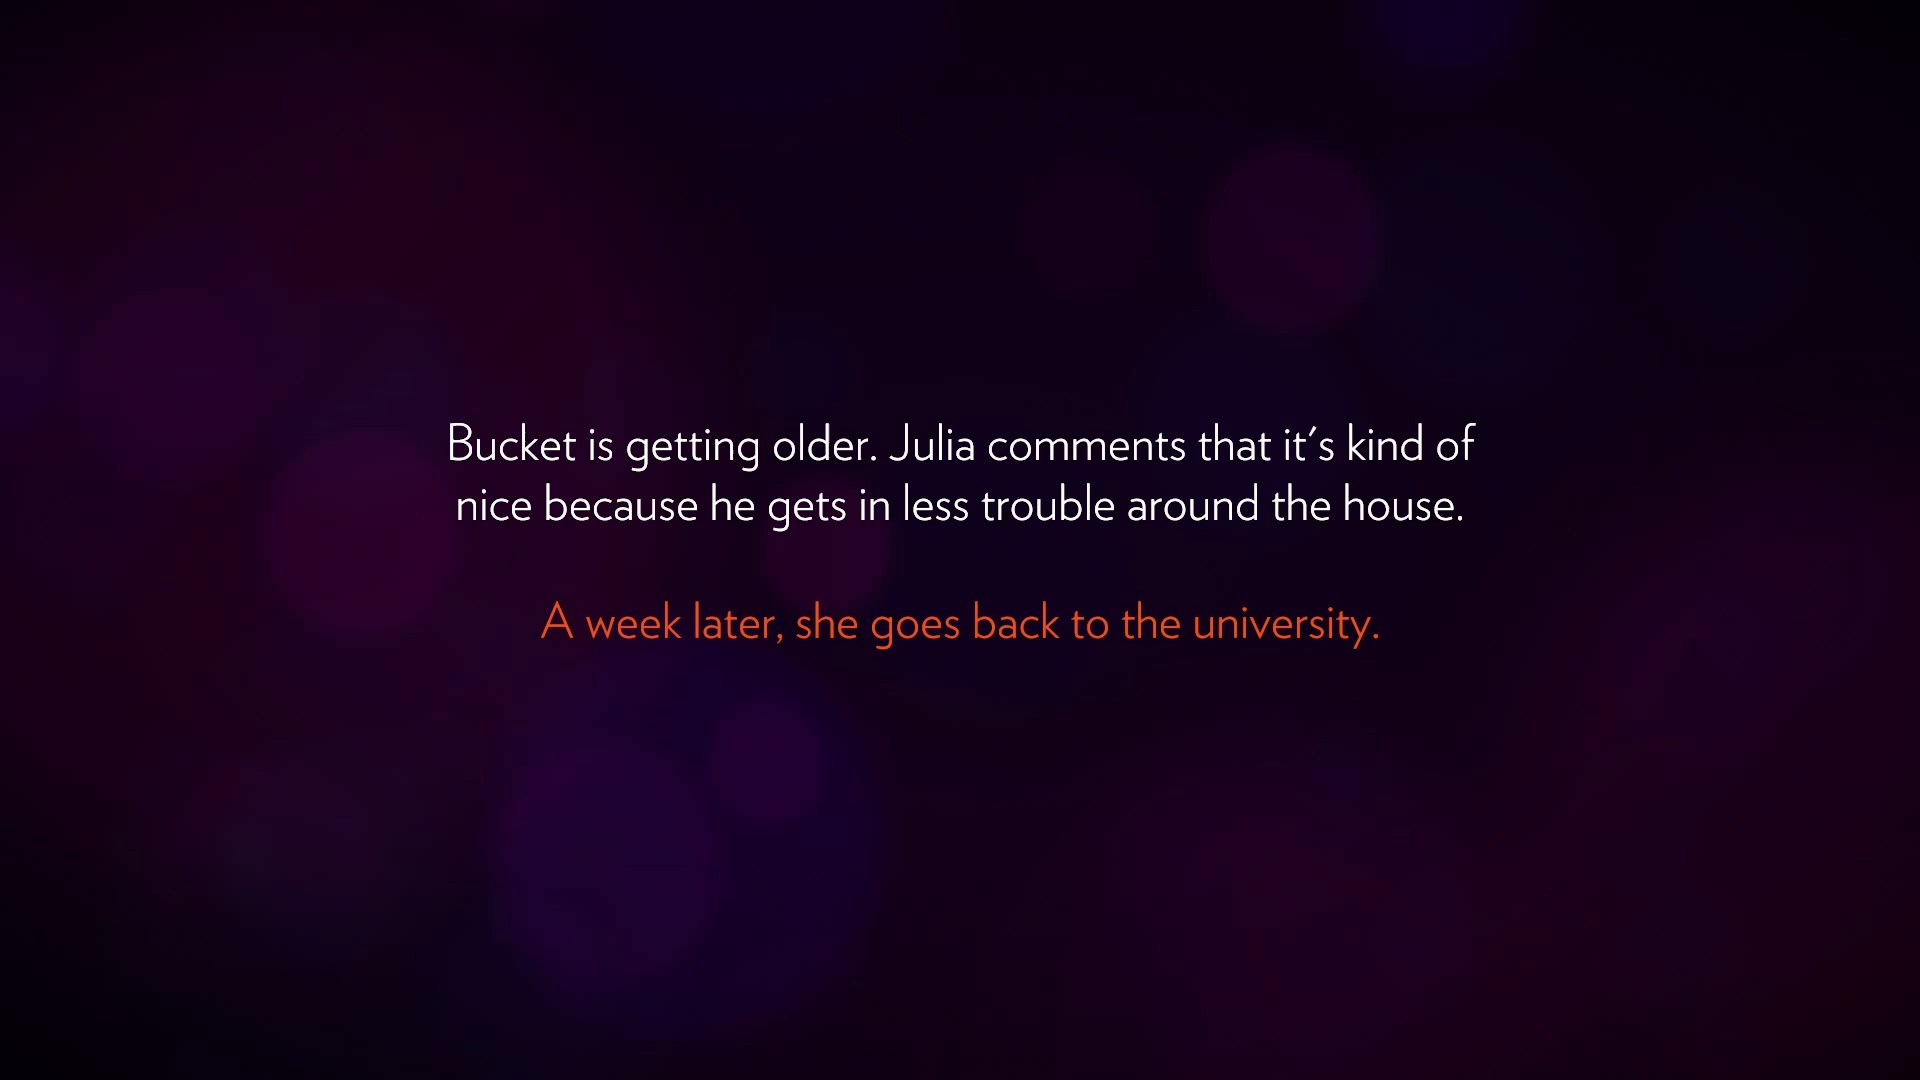 Bucket is getting older. Julia comments that it's kind of
nice because he gets in less trouble around the house.
A week later, she goes back to the university.